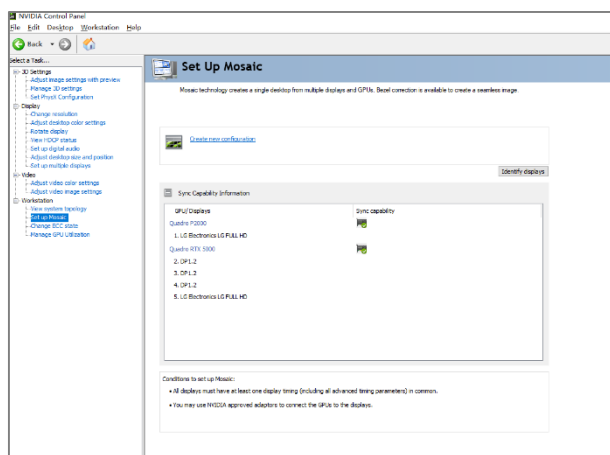 NVIDIA Control Panel
File Edit Desktop Workstation Help
Back
Select a Task...
3D Settings
Adjust image settings with preview
Manage 3D settings
Set PhysX Configuration
Display
Change resolution
Adjust desktop color settings
Rotate display
View HDCP status
Set up digital audio
Adjust desktop size and position
Set up multiple displays
Video
Adjust video color settings
Adjust video image settings
Workstation
View system topology
Set up Mosaic
Change ECC state
Manage GPU Utilization
Set Up Mosaic
Mosaic technology creates a single desktop from multiple displays and GPUs. Bezel correction is available to create a seamless image.
Create new configuration
Identify displays
Sync Capability Information
GPU/Displays Sync capability
Quadro P2000
1. LG Electronics LG FULL HD
Quadro RTX 5000
2. DP1.2
3. DP1.2
4. DP1.2
5. LG Electronics LG FULL HD
Conditions to set up Mosaic:
• All displays must have at least one display timing (including all advanced timing parameters) in common.
• You may use NVIDIA approved adaptors to connect the GPUs to the displays.